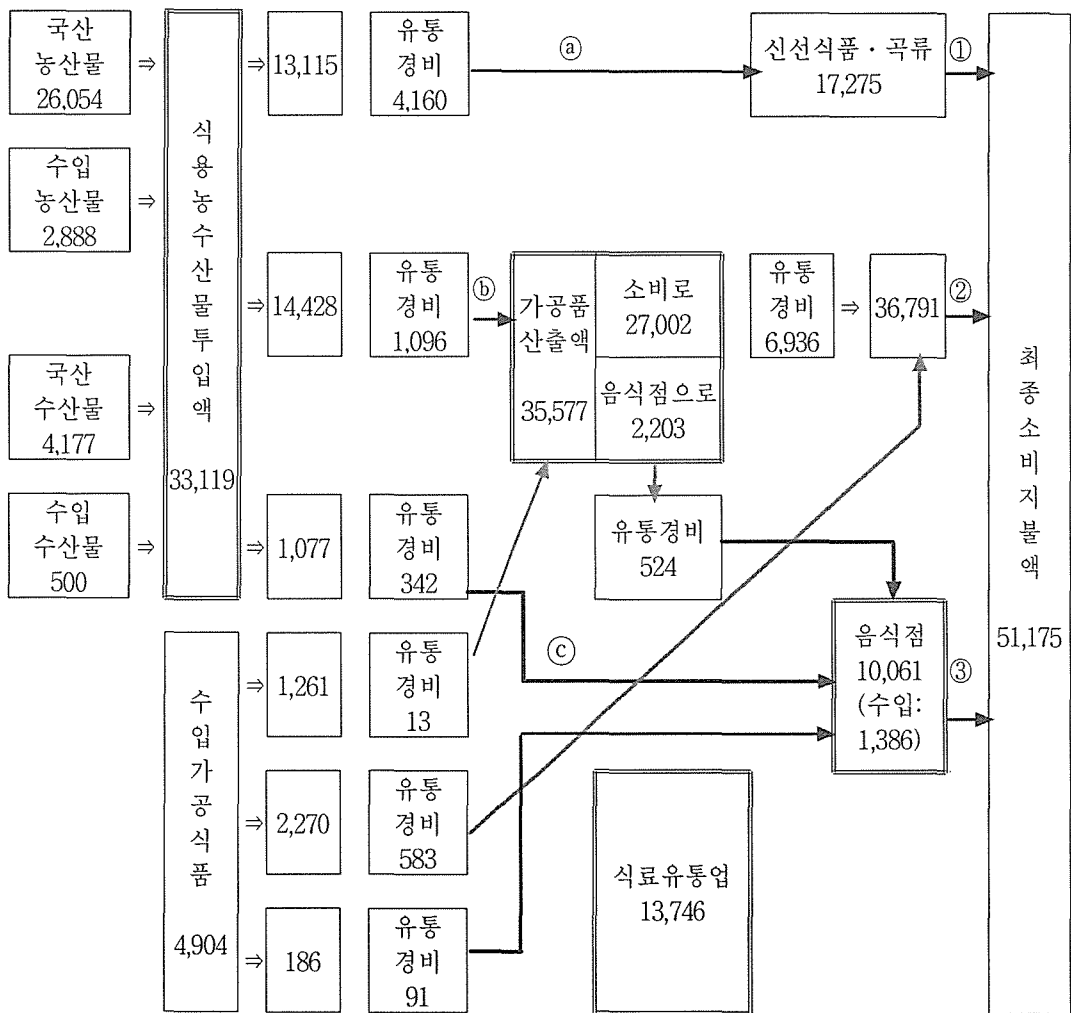 국산
농산물
26,054
⇒
식용농수산물투입액
33,119
⇒
13,115
유통
경비
4,160
ⓐ
신선식품・곡류
17,275
①
수입
농산물
2,888
⇒
⇒
14,428
유통
경비
1,096
ⓑ
가공품
산출액
35,577
소비로
27,002
음식점으로
2,203
유통
경비
6,936
⇒
36,791
②
국산
수산물
4,177
⇒
수입
수산물
500
⇒
⇒
1,077
유통
경비
342
유통경비
524
ⓒ
음식점
10,061
(수입:
1,386)
③
최종소비지불액
51,175
수입가공식품
4,904
⇒
1,261
유통
경비
13
⇒
2,270
유통
경비
583
⇒
186
유통
경비
91
식료유통업
13,746